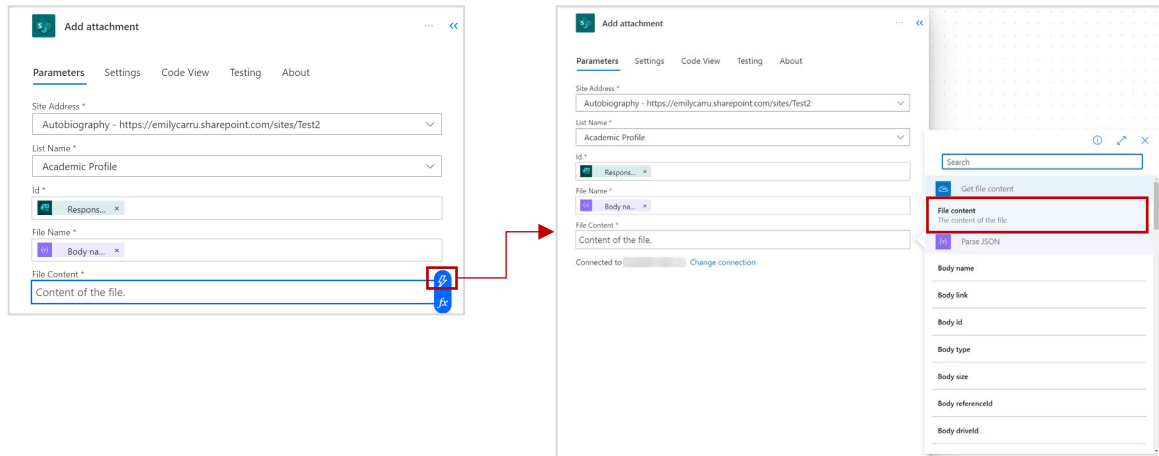 Add attachment
Parameters Settings Code View Testing About
Site Address *
Autobiography - https://emilycarru.sharepoint.com/sites/Test2
List Name *
Academic Profile
Id *
Respons... ×
File Name *
Body na... ×
File Content *
Content of the file.
fx
Add attachment
Parameters Settings Code View Testing About
Site Address *
Autobiography - https://emilycarru.sharepoint.com/sites/Test2
List Name *
Academic Profile
Id *
Respons... ×
File Name *
Body na... ×
File Content *
Content of the file.
Connected to Change connection
Search
Get file content
File content
The content of the file.
Parse JSON
Body name
Body link
Body id
Body type
Body size
Body referenceId
Body driveId